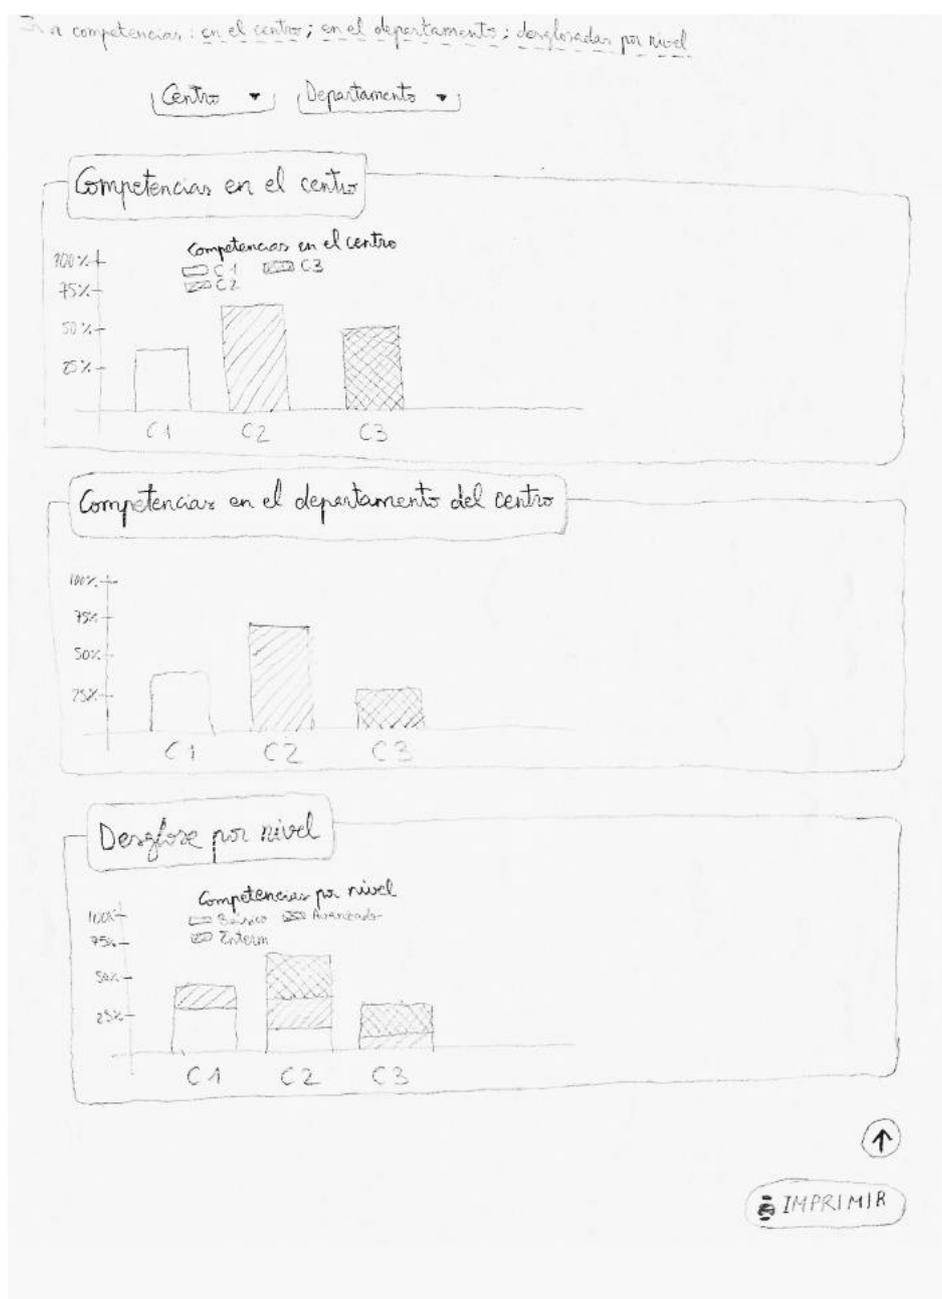 Ir a competencias: en el centro; en el departamento; desglosadas por nivel
Centro ▾ Departamento ▾
Competencias en el centro
Competencias en el centro
C1 C3
C2
100%
75%
50%
25%
C1 C2 C3
Competencias en el departamento del centro
100%
75%
50%
25%
C1 C2 C3
Desglose por nivel
Competencias por nivel
Básico Avanzado
Interm
100%
75%
50%
25%
C1 C2 C3
IMPRIMIR